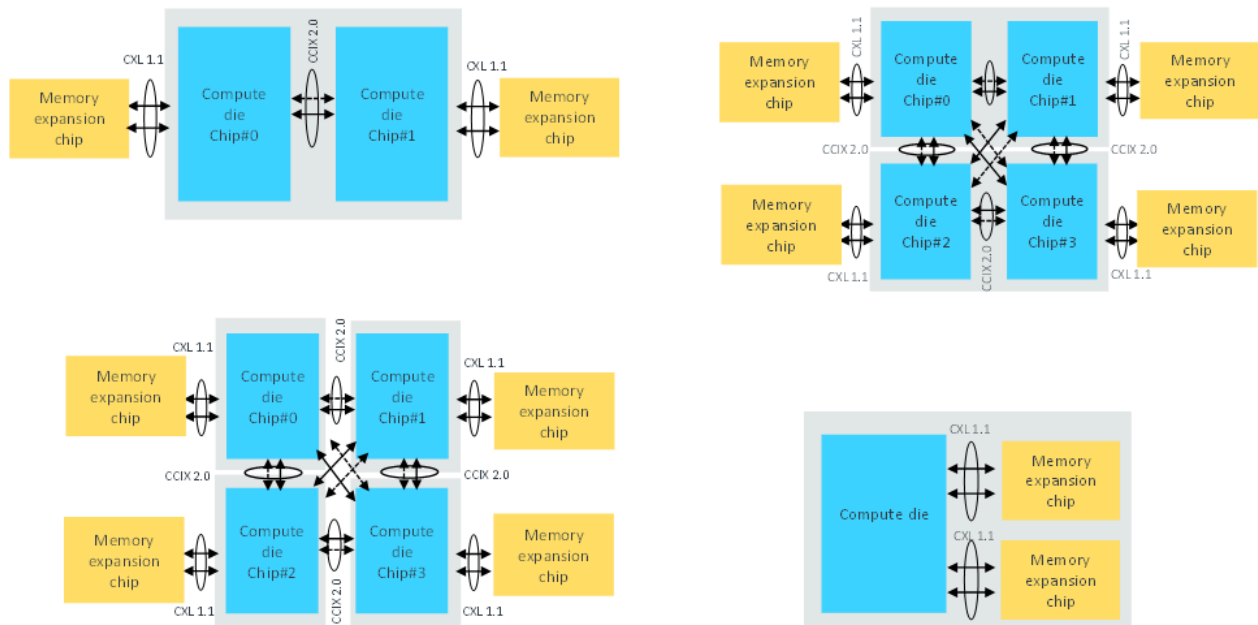 CXL 1.1
CCIX 2.0
CXL 1.1
Memory
expansion
chip
Compute
die
Chip#0
Compute
die
Chip#1
Memory
expansion
chip
CXL 1.1
CXL 1.1
Memory
expansion
chip
Compute
die
Chip#0
Compute
die
Chip#1
Memory
expansion
chip
CCIX 2.0
CCIX 2.0
Memory
expansion
chip
Compute
die
Chip#2
Compute
die
Chip#3
Memory
expansion
chip
CXL 1.1
CCIX 2.0
CXL 1.1
CXL 1.1
CCIX 2.0
CXL 1.1
Memory
expansion
chip
Compute
die
Chip#0
Compute
die
Chip#1
Memory
expansion
chip
CCIX 2.0
CCIX 2.0
Memory
expansion
chip
Compute
die
Chip#2
Compute
die
Chip#3
Memory
expansion
chip
CXL 1.1
CCIX 2.0
CXL 1.1
CXL 1.1
Memory
expansion
chip
Compute die
CXL 1.1
Memory
expansion
chip